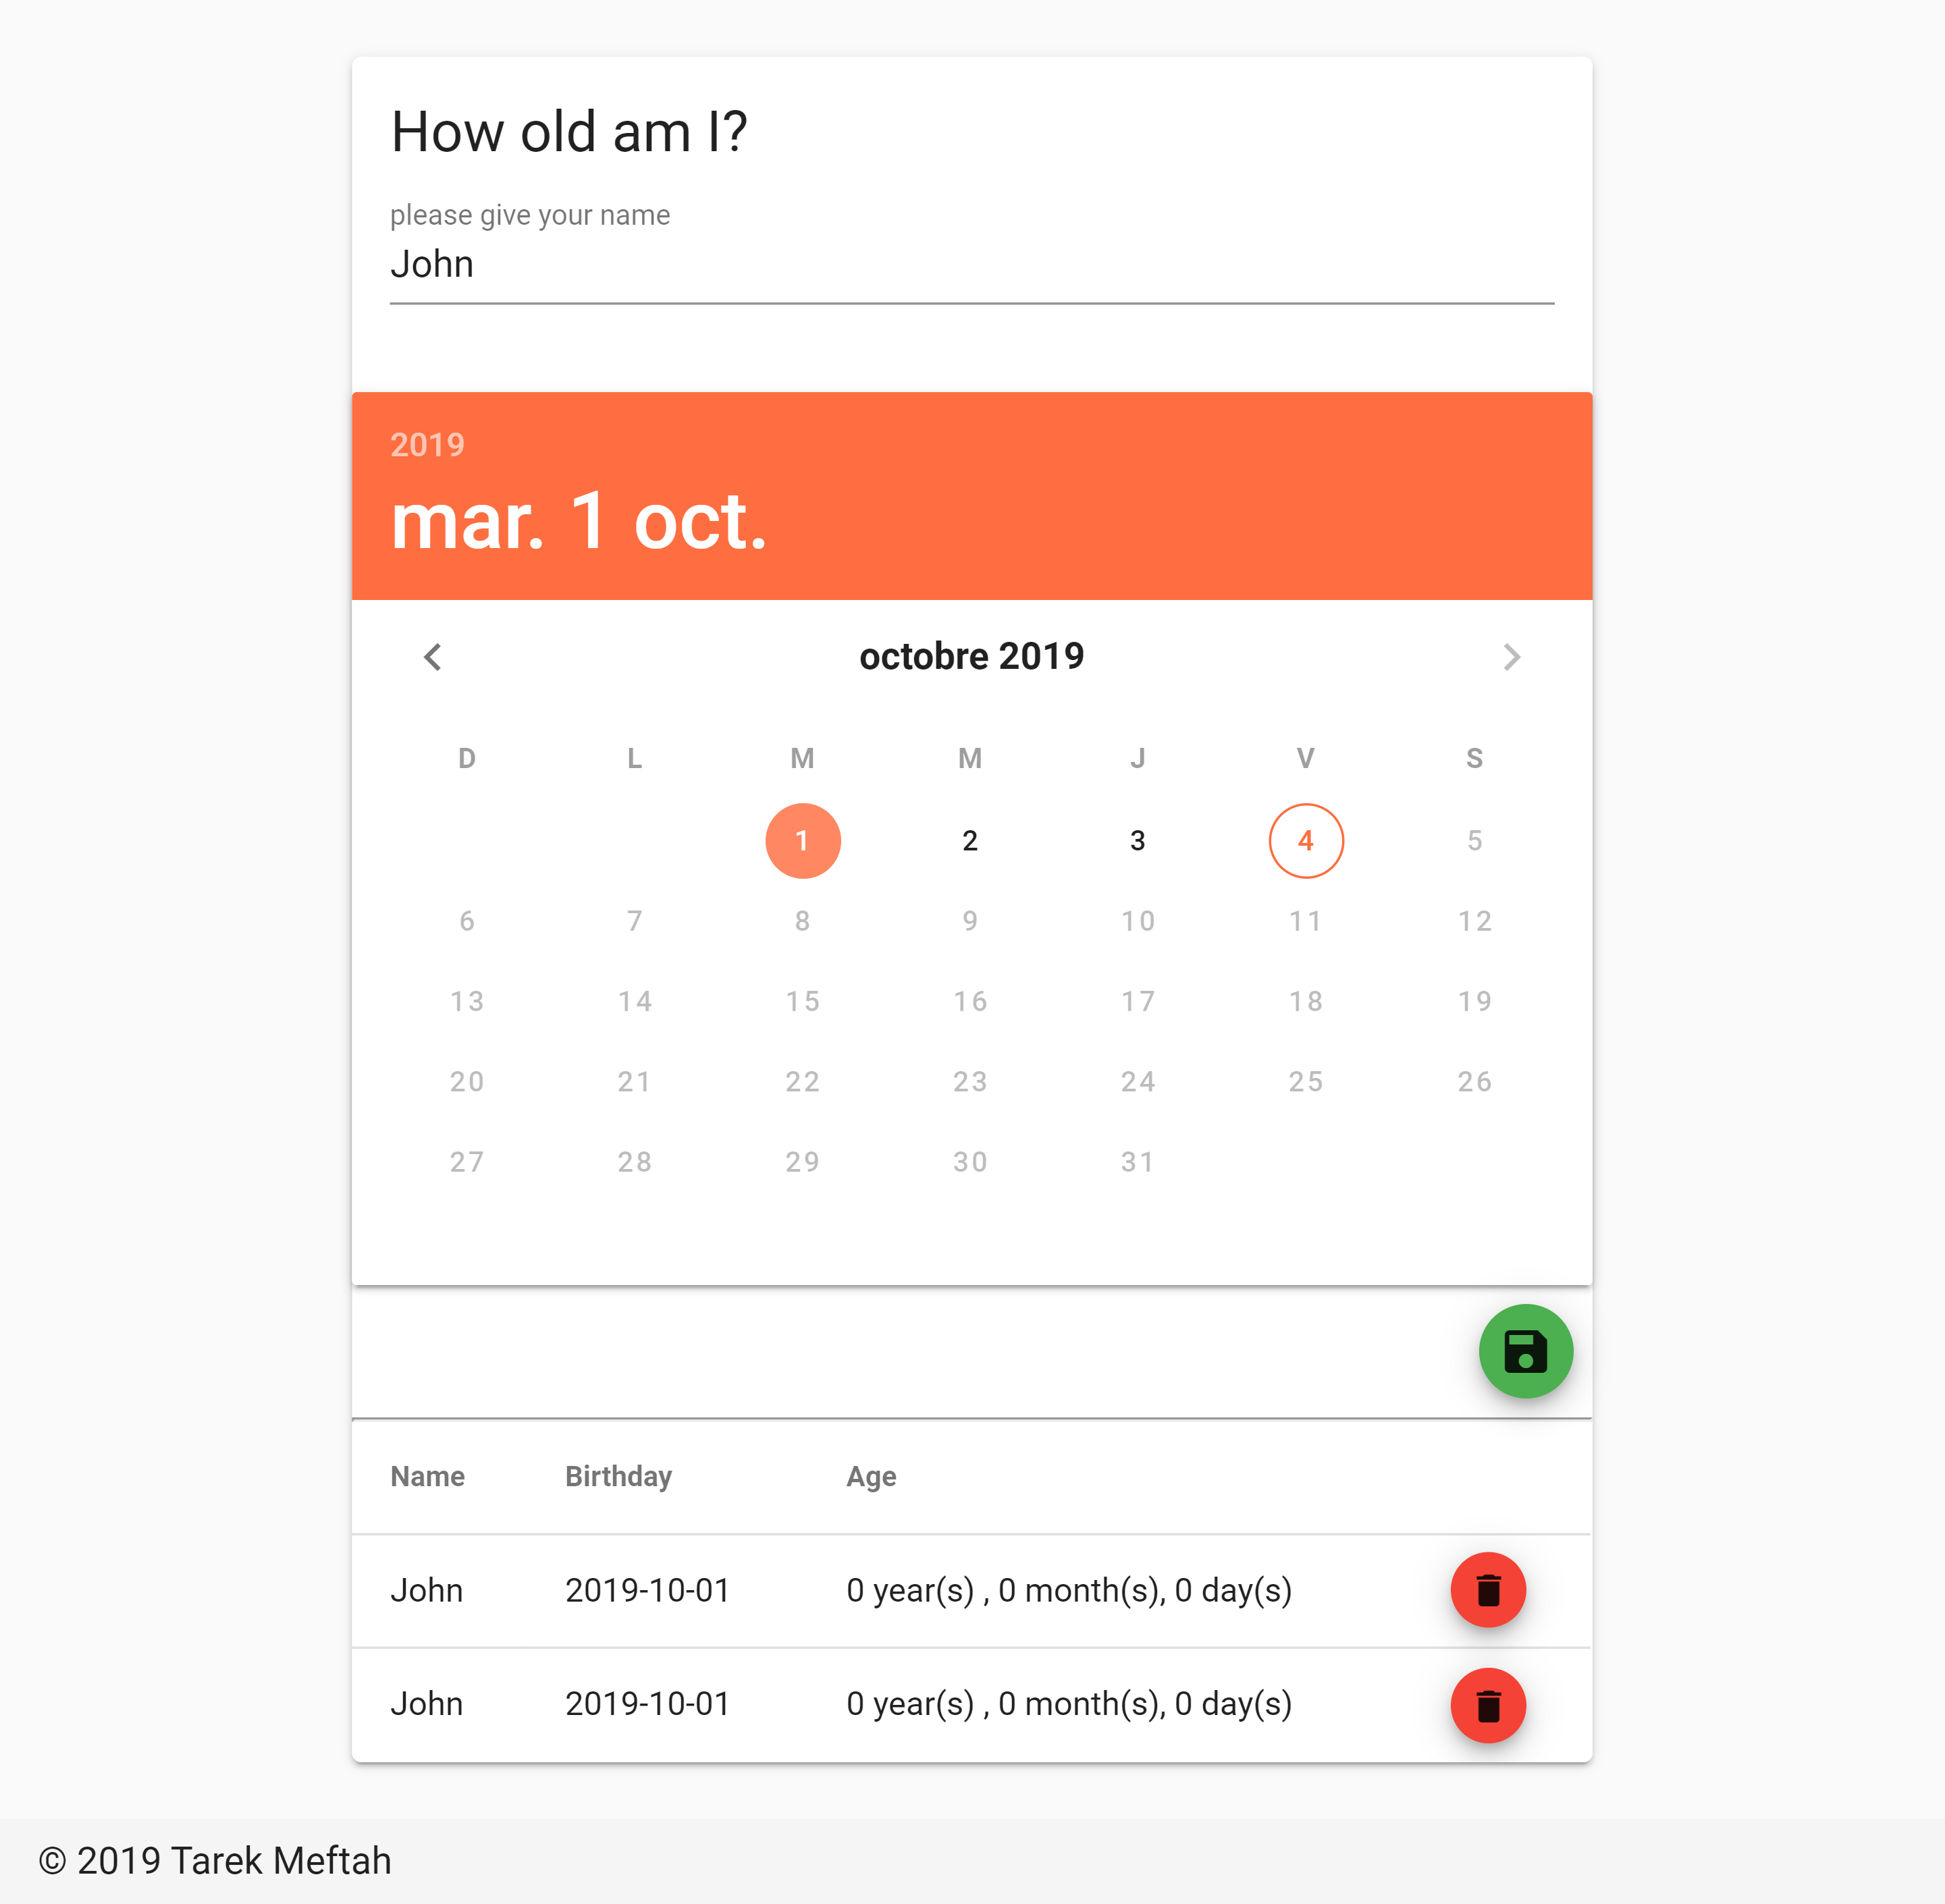 How old am I?
please give your name
John
2019
mar. 1 oct.
octobre 2019
D L M M J V S
1 2 3 4 5
6 7 8 9 10 11 12
13 14 15 16 17 18 19
20 21 22 23 24 25 26
27 28 29 30 31
Name Birthday Age
John 2019-10-01 0 year(s) , 0 month(s), 0 day(s)
John 2019-10-01 0 year(s) , 0 month(s), 0 day(s)
© 2019 Tarek Meftah